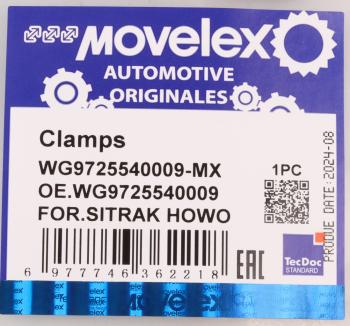 movelex
AUTOMOTIVE
ORIGINALES
Clamps
WG9725540009-MX
OE.WG9725540009
FOR.SITRAK HOWO
1PC
PRODUE DATE:2024-08
EAC
TecDoc
STANDARD
6 977746 362218
movelex